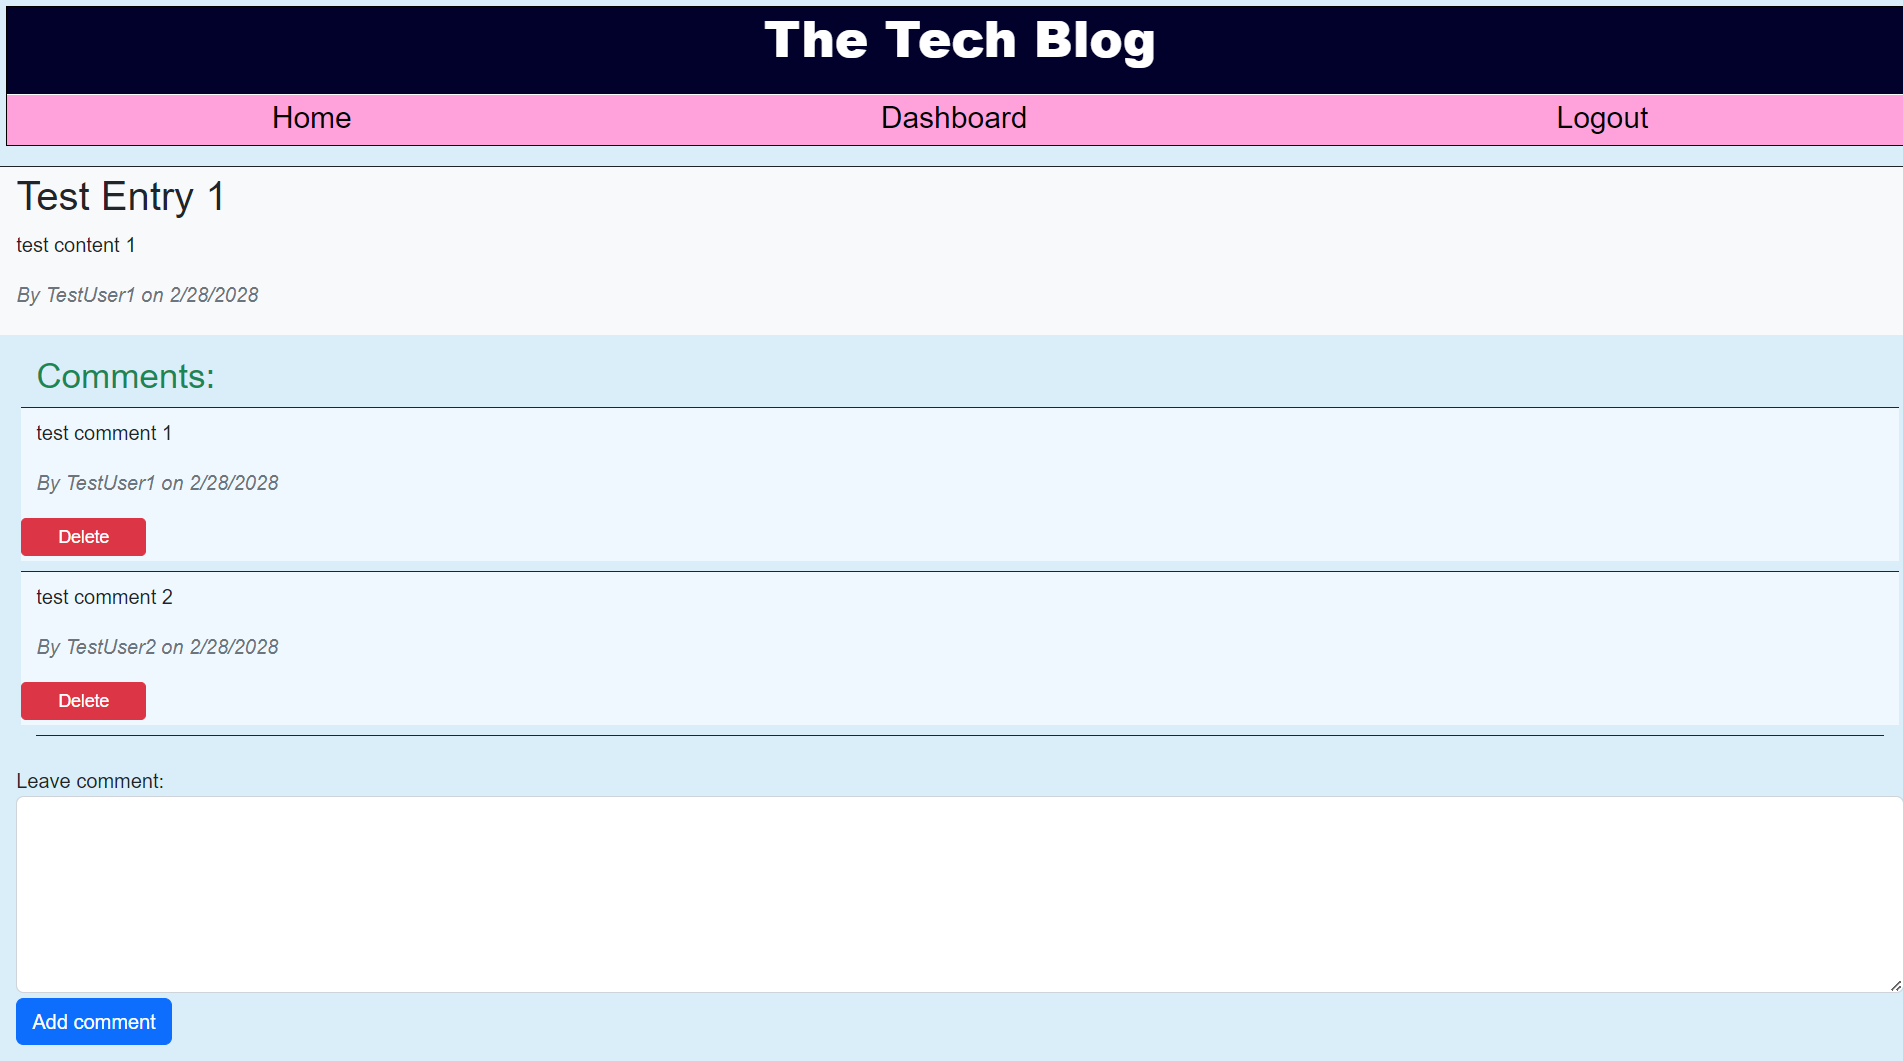 The Tech Blog
Home Dashboard Logout
Test Entry 1
test content 1
By TestUser1 on 2/28/2028
Comments:
test comment 1
By TestUser1 on 2/28/2028
Delete
test comment 2
By TestUser2 on 2/28/2028
Delete
Leave comment:
Add comment